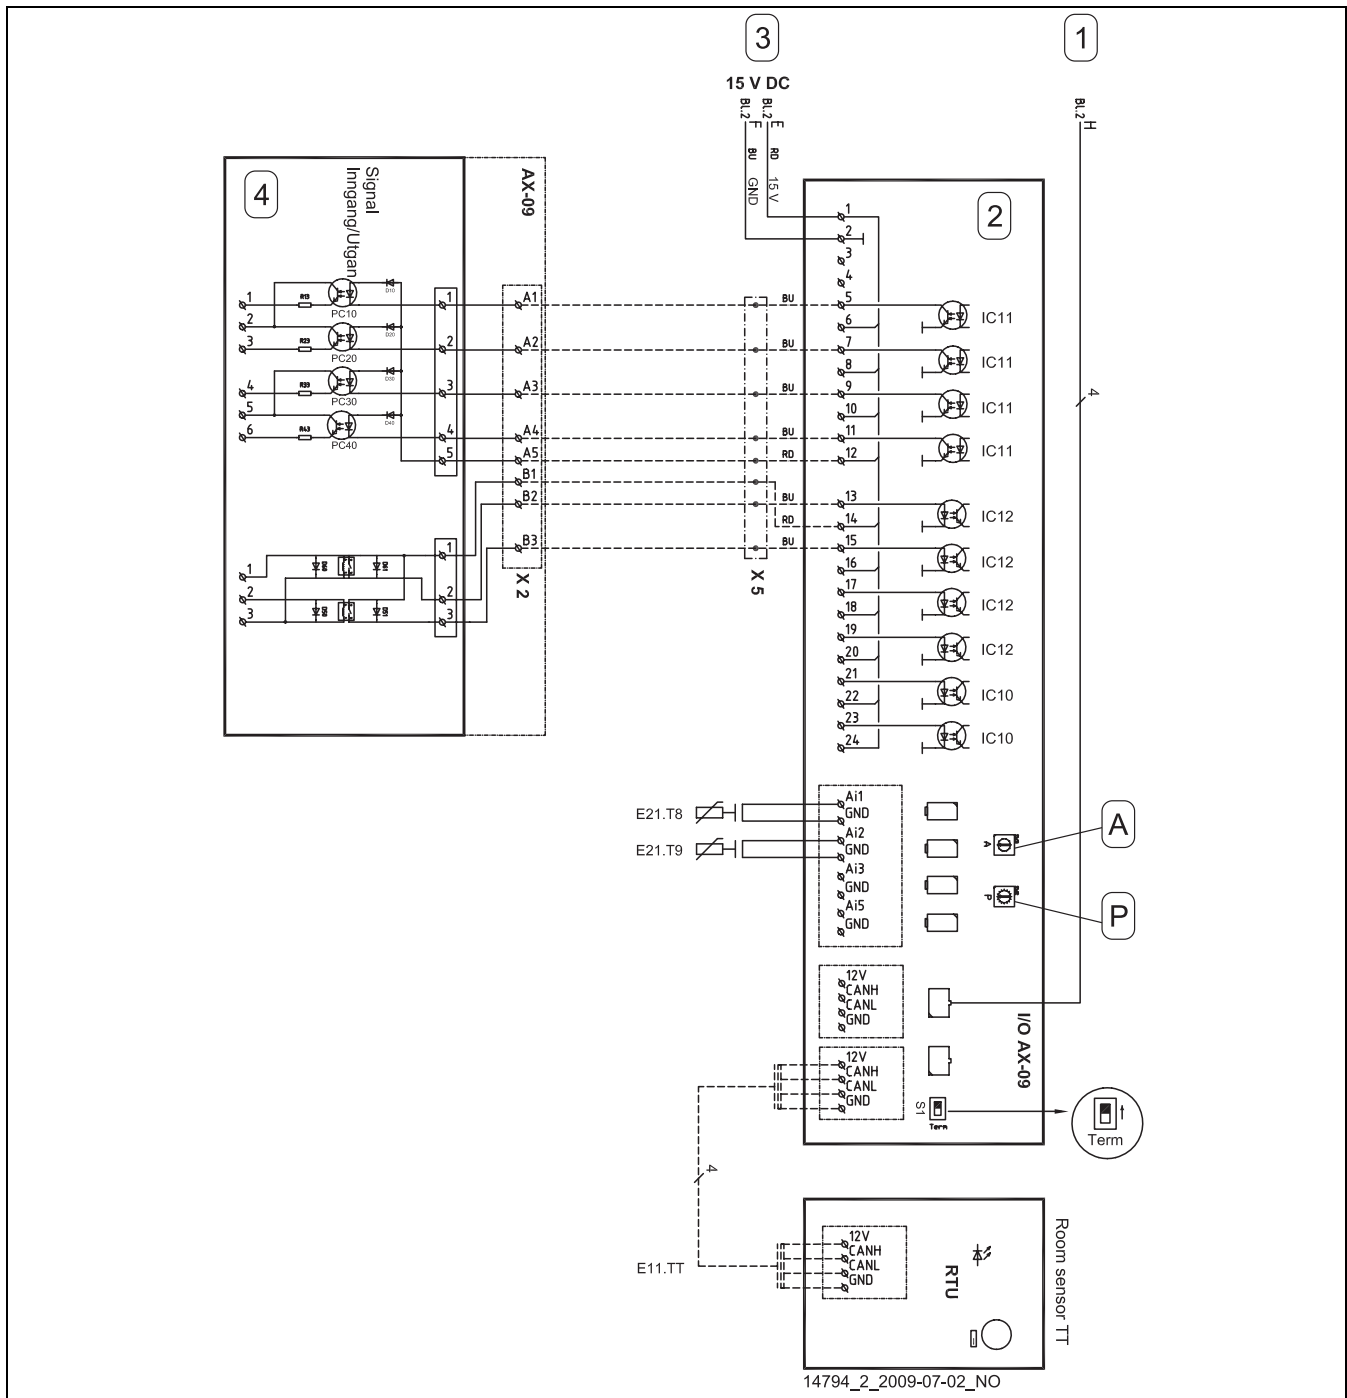 3
1
15 V DC
BL.2 F
BL.2 E
BL.2 H
BU
RD
GND
15 V
4
Signal
Inngang/Utgan
AX-09
2
1
2
3
4
5
6
7
8
9
10
11
12
13
14
15
16
17
18
19
20
21
22
23
24
IC11
IC11
IC11
IC11
IC12
IC12
IC12
IC12
IC10
IC10
4
BU
BU
BU
BU
RD
BU
RD
BU
X 5
A1
A2
A3
A4
A5
B1
B2
B3
X 2
1
2
3
4
5
6
R13
PC10
D10
R23
PC20
D20
R33
PC30
D30
R43
PC40
D40
1
2
3
4
5
1
2
3
D51
1
2
3
E21.T8
E21.T9
Ai1
GND
Ai2
GND
Ai3
GND
Ai5
GND
A
P
A
P
12V
CANH
CANL
GND
12V
CANH
CANL
GND
I/O AX-09
S1
Term
Term
4
E11.TT
12V
CANH
CANL
GND
RTU
Room sensor TT
14794_2_2009-07-02_NO